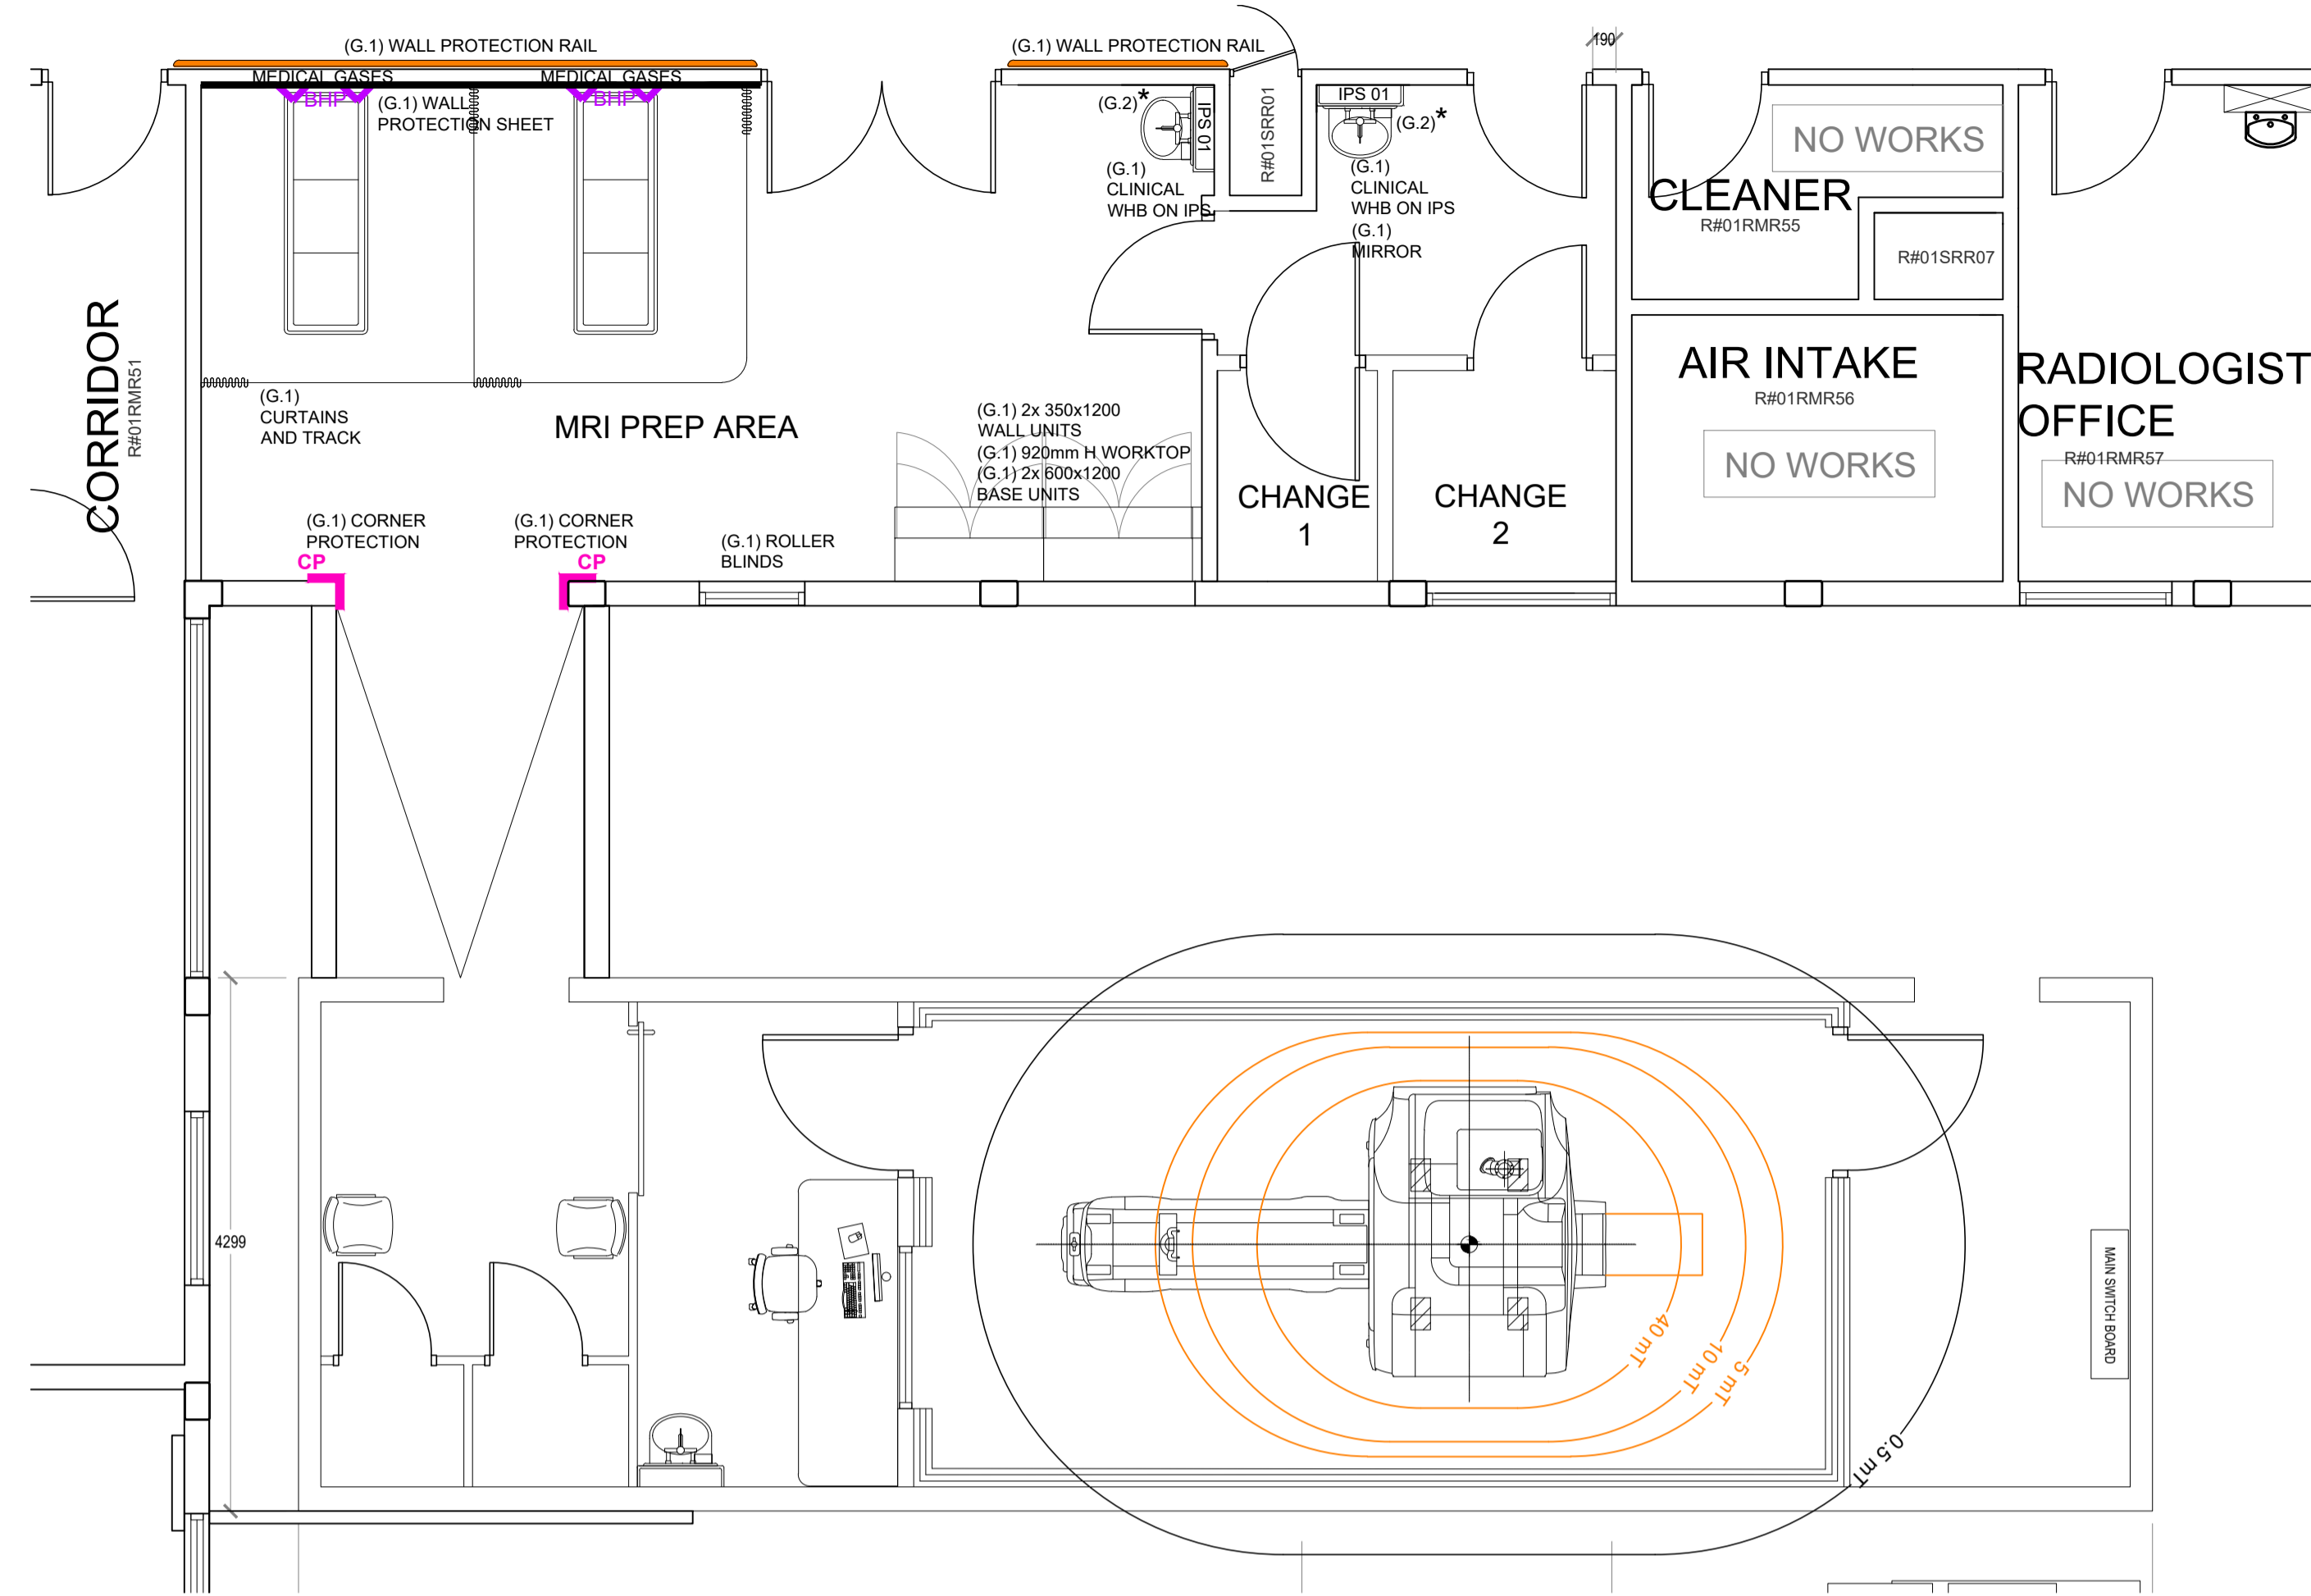 (G.1) WALL PROTECTION RAIL
(G.1) WALL PROTECTION RAIL
190
MEDICAL GASES
MEDICAL GASES
BHP
BHP
(G.1) WALL
PROTECTION SHEET
(G.2)*
IPS 01
(G.1)
CLINICAL
WHB ON IPS
R#01SRR01
IPS 01
(G.2)*
(G.1)
CLINICAL
WHB ON IPS
(G.1)
MIRROR
NO WORKS
CLEANER
R#01RMR55
R#01SRR07
CORRIDOR
R#01RMR51
(G.1)
CURTAINS
AND TRACK
MRI PREP AREA
(G.1) 2x 350x1200
WALL UNITS
(G.1) 920mm H WORKTOP
(G.1) 2x 600x1200
BASE UNITS
CHANGE
1
CHANGE
2
AIR INTAKE
R#01RMR56
NO WORKS
RADIOLOGIST
OFFICE
R#01RMR57
NO WORKS
(G.1) CORNER
PROTECTION
CP
(G.1) CORNER
PROTECTION
CP
(G.1) ROLLER
BLINDS
4299
40 mT
10 mT
5 mT
0.5 mT
MAIN SWITCH BOARD